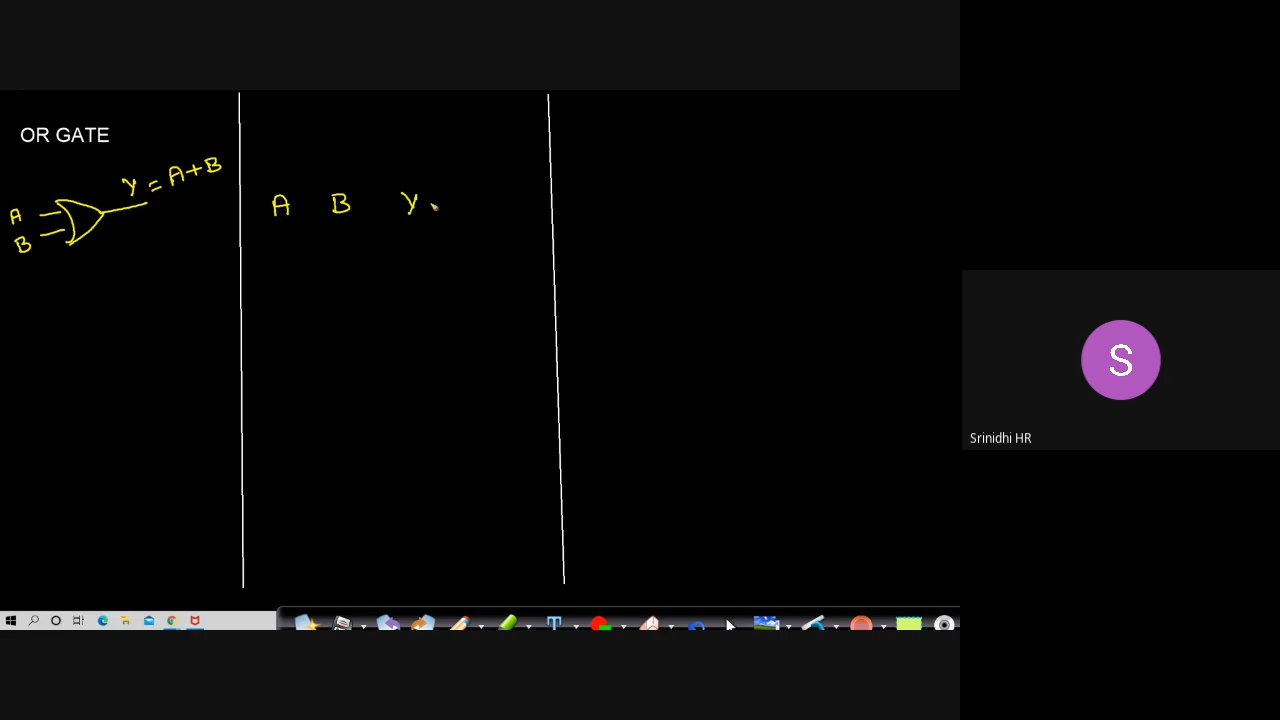 OR GATE
Y = A+B
A
B
A B Y
S
Srinidhi HR